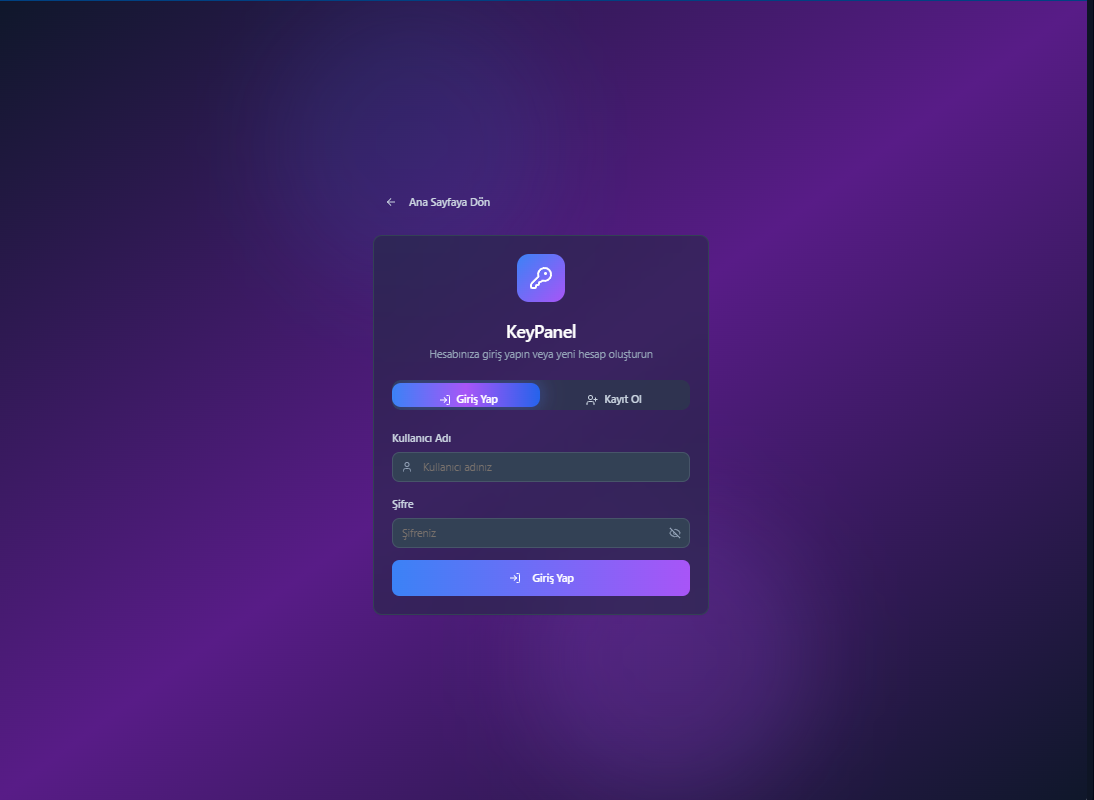 Ana Sayfaya Dön
KeyPanel
Hesabınıza giriş yapın veya yeni hesap oluşturun
Giriş Yap
Kayıt Ol
Kullanıcı Adı
Kullanıcı adınız
Şifre
Şifreniz
Giriş Yap